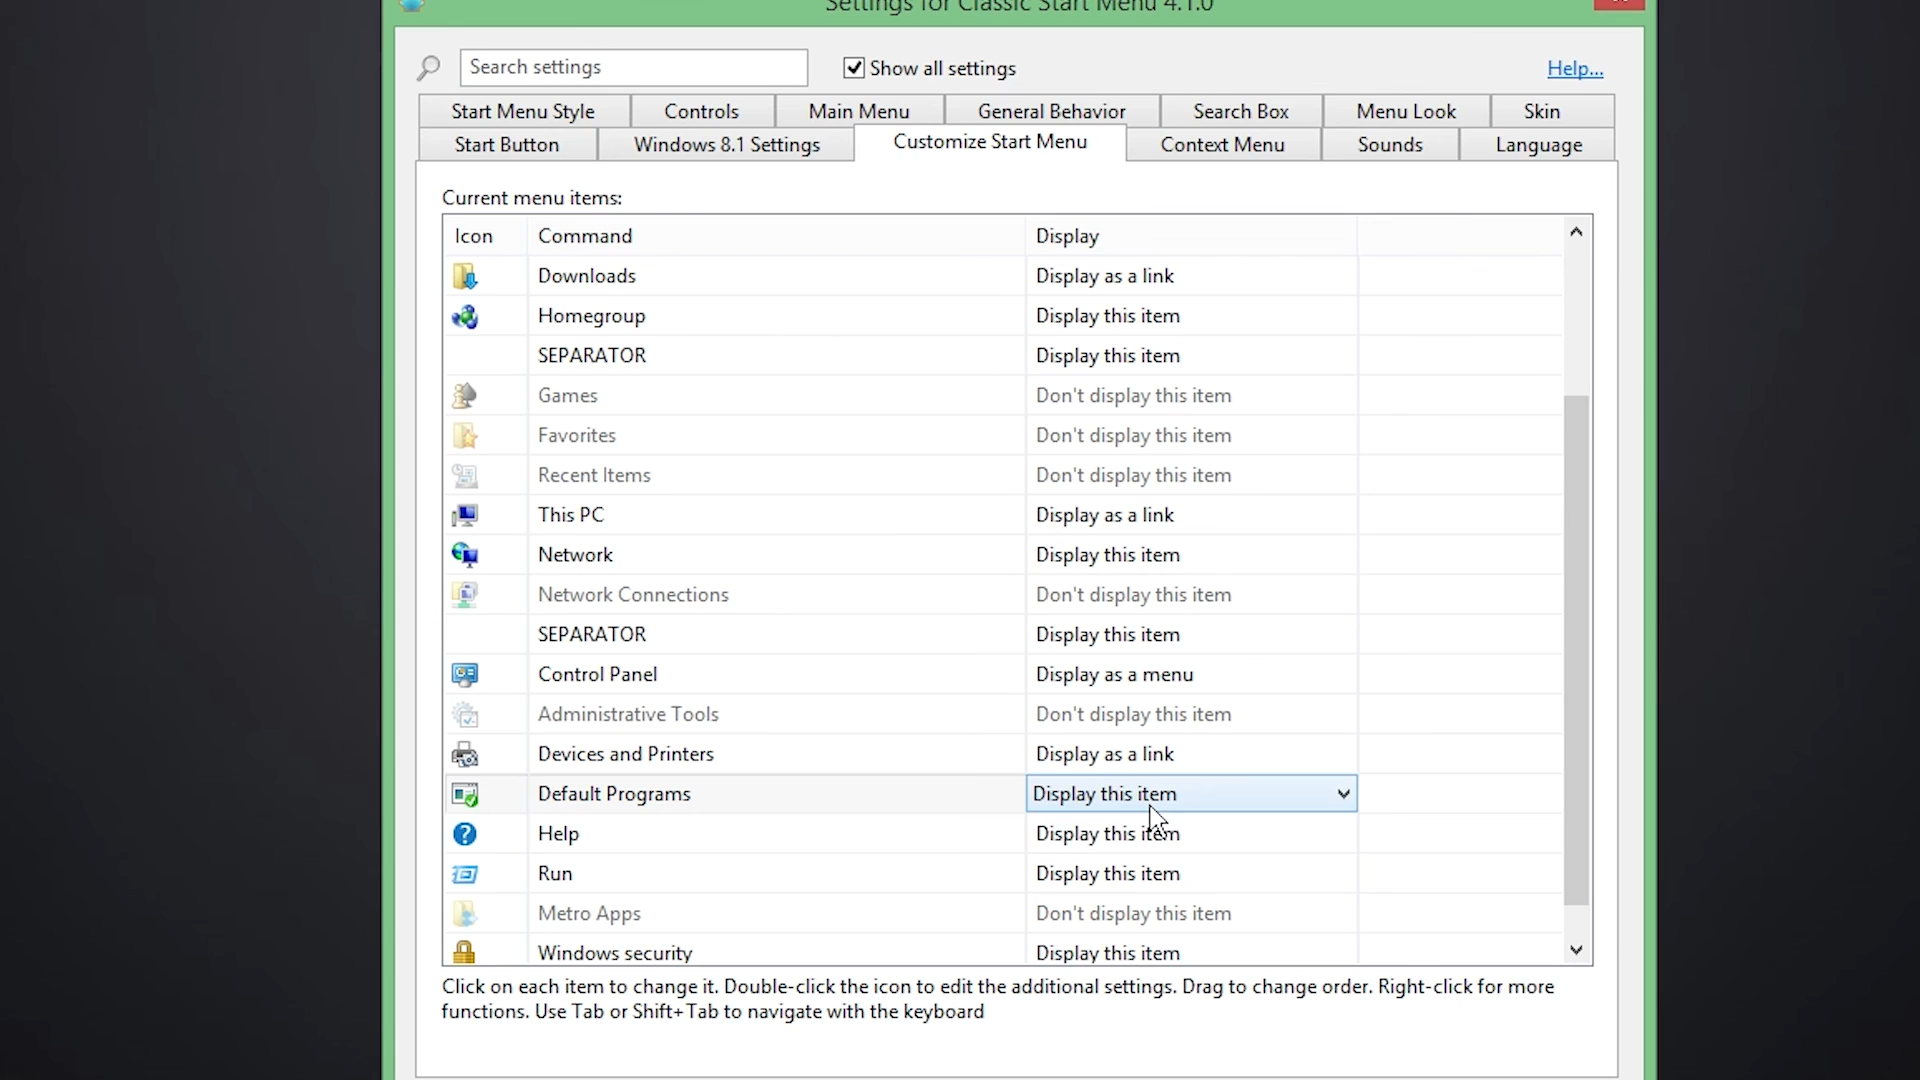 Settings for Classic Start Menu 4.1.0
Search settings
Show all settings
Help...
Start Menu Style Controls Main Menu General Behavior Search Box Menu Look Skin
Start Button Windows 8.1 Settings Customize Start Menu Context Menu Sounds Language
Current menu items:
Icon Command Display
Downloads Display as a link
Homegroup Display this item
SEPARATOR Display this item
Games Don't display this item
Favorites Don't display this item
Recent Items Don't display this item
This PC Display as a link
Network Display this item
Network Connections Don't display this item
SEPARATOR Display this item
Control Panel Display as a menu
Administrative Tools Don't display this item
Devices and Printers Display as a link
Default Programs Display this item
Help Display this item
Run Display this item
Metro Apps Don't display this item
Windows security Display this item
Click on each item to change it. Double-click the icon to edit the additional settings. Drag to change order. Right-click for more
functions. Use Tab or Shift+Tab to navigate with the keyboard